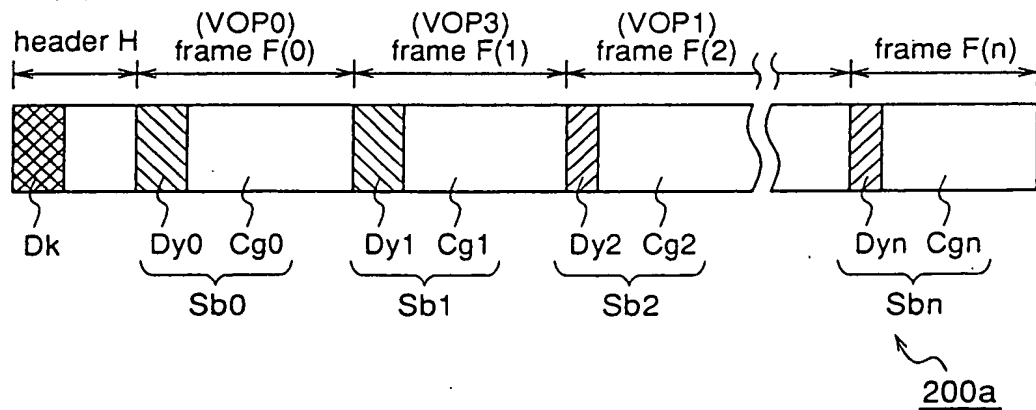 (VOP0) (VOP3) (VOP1)
header H frame F(0) frame F(1) frame F(2) frame F(n)
Dk Dy0 Cg0 Dy1 Cg1 Dy2 Cg2 Dyn Cgn
Sb0 Sb1 Sb2 Sbn
200a